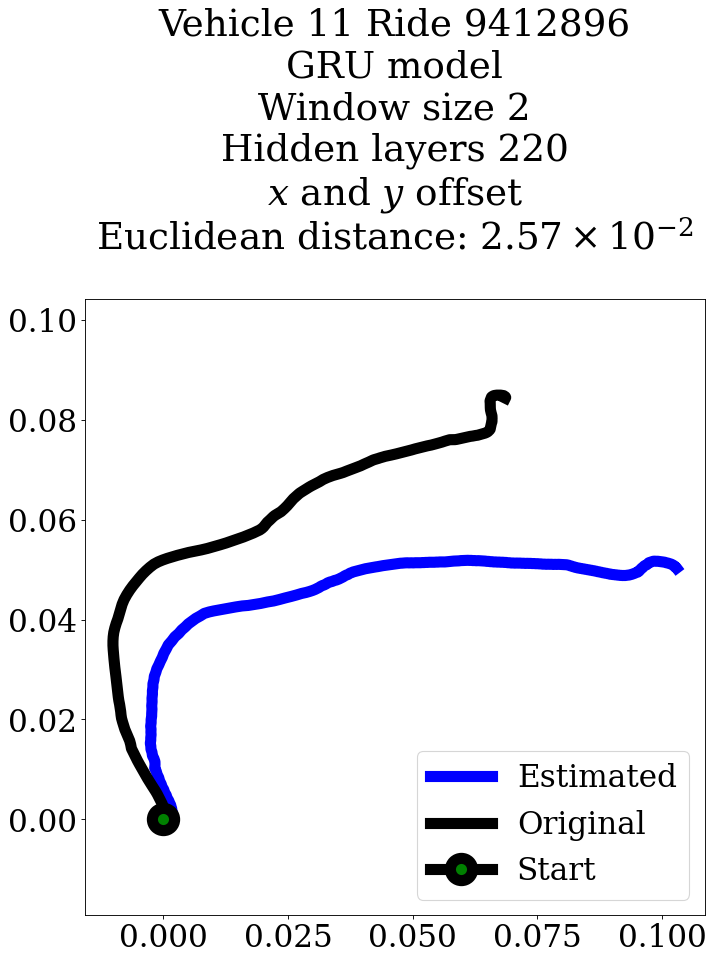 Vehicle 11 Ride 9412896
GRU model
Window size 2
Hidden layers 220
x and y offset
Euclidean distance: 2.57 × 10⁻²
0.10
0.08
0.06
0.04
0.02
0.00
Estimated
Original
Start
0.000 0.025 0.050 0.075 0.100